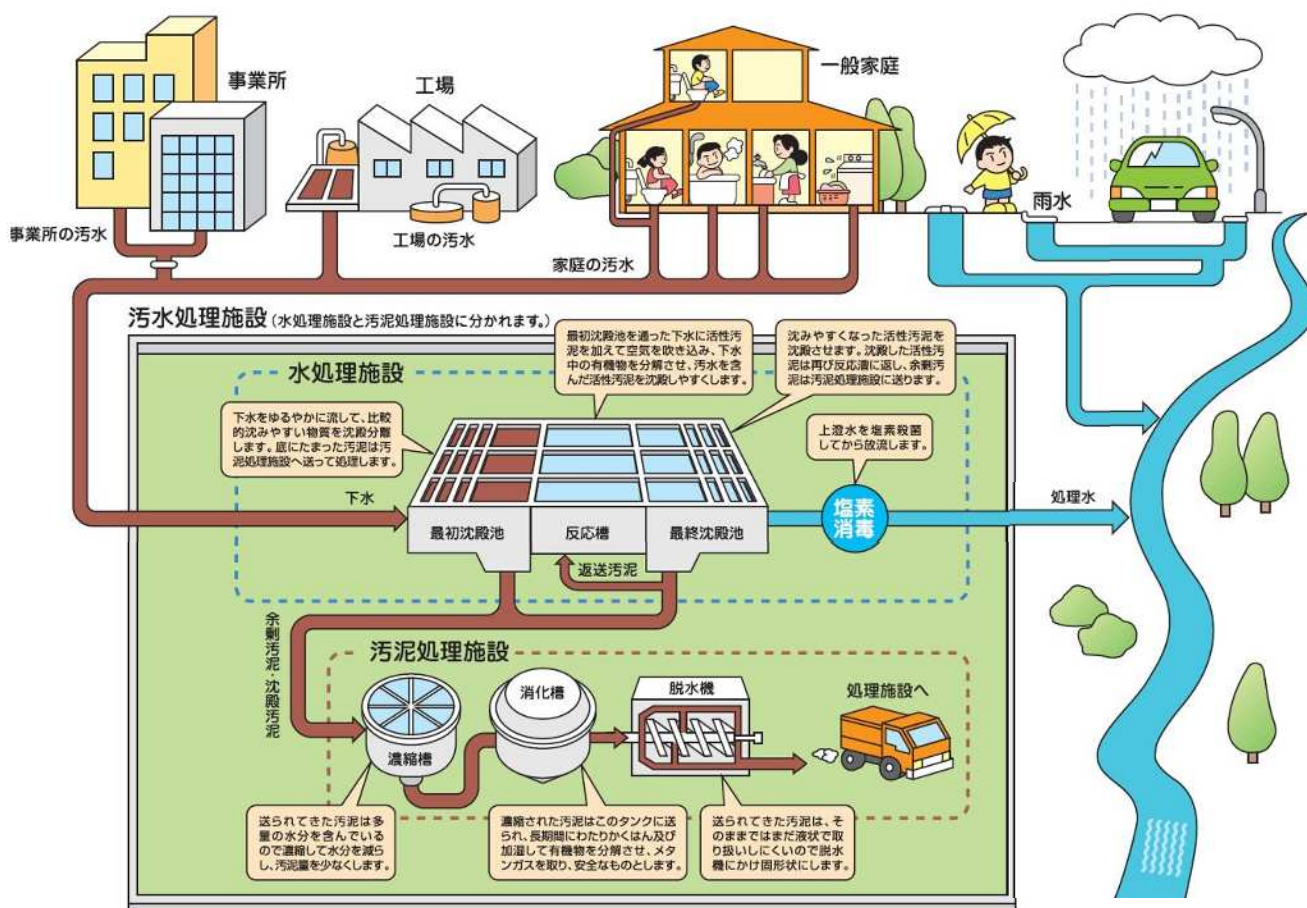 事業所
工場
一般家庭
雨水
事業所の汚水
工場の汚水
家庭の汚水
汚水処理施設(水処理施設と汚泥処理施設に分かれます。)
水処理施設
最初沈殿池を通った下水に活性汚
泥を加えて空気を吹き込み、下水
中の有機物を分解させ、汚水を含
んだ活性汚泥を沈殿しやすくします。
沈みやすくなった活性汚泥を
沈殿させます。沈殿した活性汚
泥は再び反応漕に返し、余剰汚
泥は汚泥処理施設に送ります。
下水をゆるやかに流して、比較
的沈みやすい物質を沈殿分離
します。底にたまった汚泥は汚
泥処理施設へ送って処理します。
上澄水を塩素殺菌
してから放流します。
下水
最初沈殿池
反応槽
最終沈殿池
塩素
消毒
処理水
返送汚泥
余剰汚泥・沈殿汚泥
汚泥処理施設
濃縮槽
消化槽
脱水機
処理施設へ
送られてきた汚泥は多
量の水分を含んでいる
ので濃縮して水分を減ら
し、汚泥量を少なくします。
濃縮された汚泥はこのタンクに送
られ、長期間にわたりかくはん及び
加湿して有機物を分解させ、メタ
ンガスを取り、安全なものとします。
送られてきた汚泥は、そ
のままではまだ液状で取
り扱いしにくいので脱水
機にかけ固形状にします。